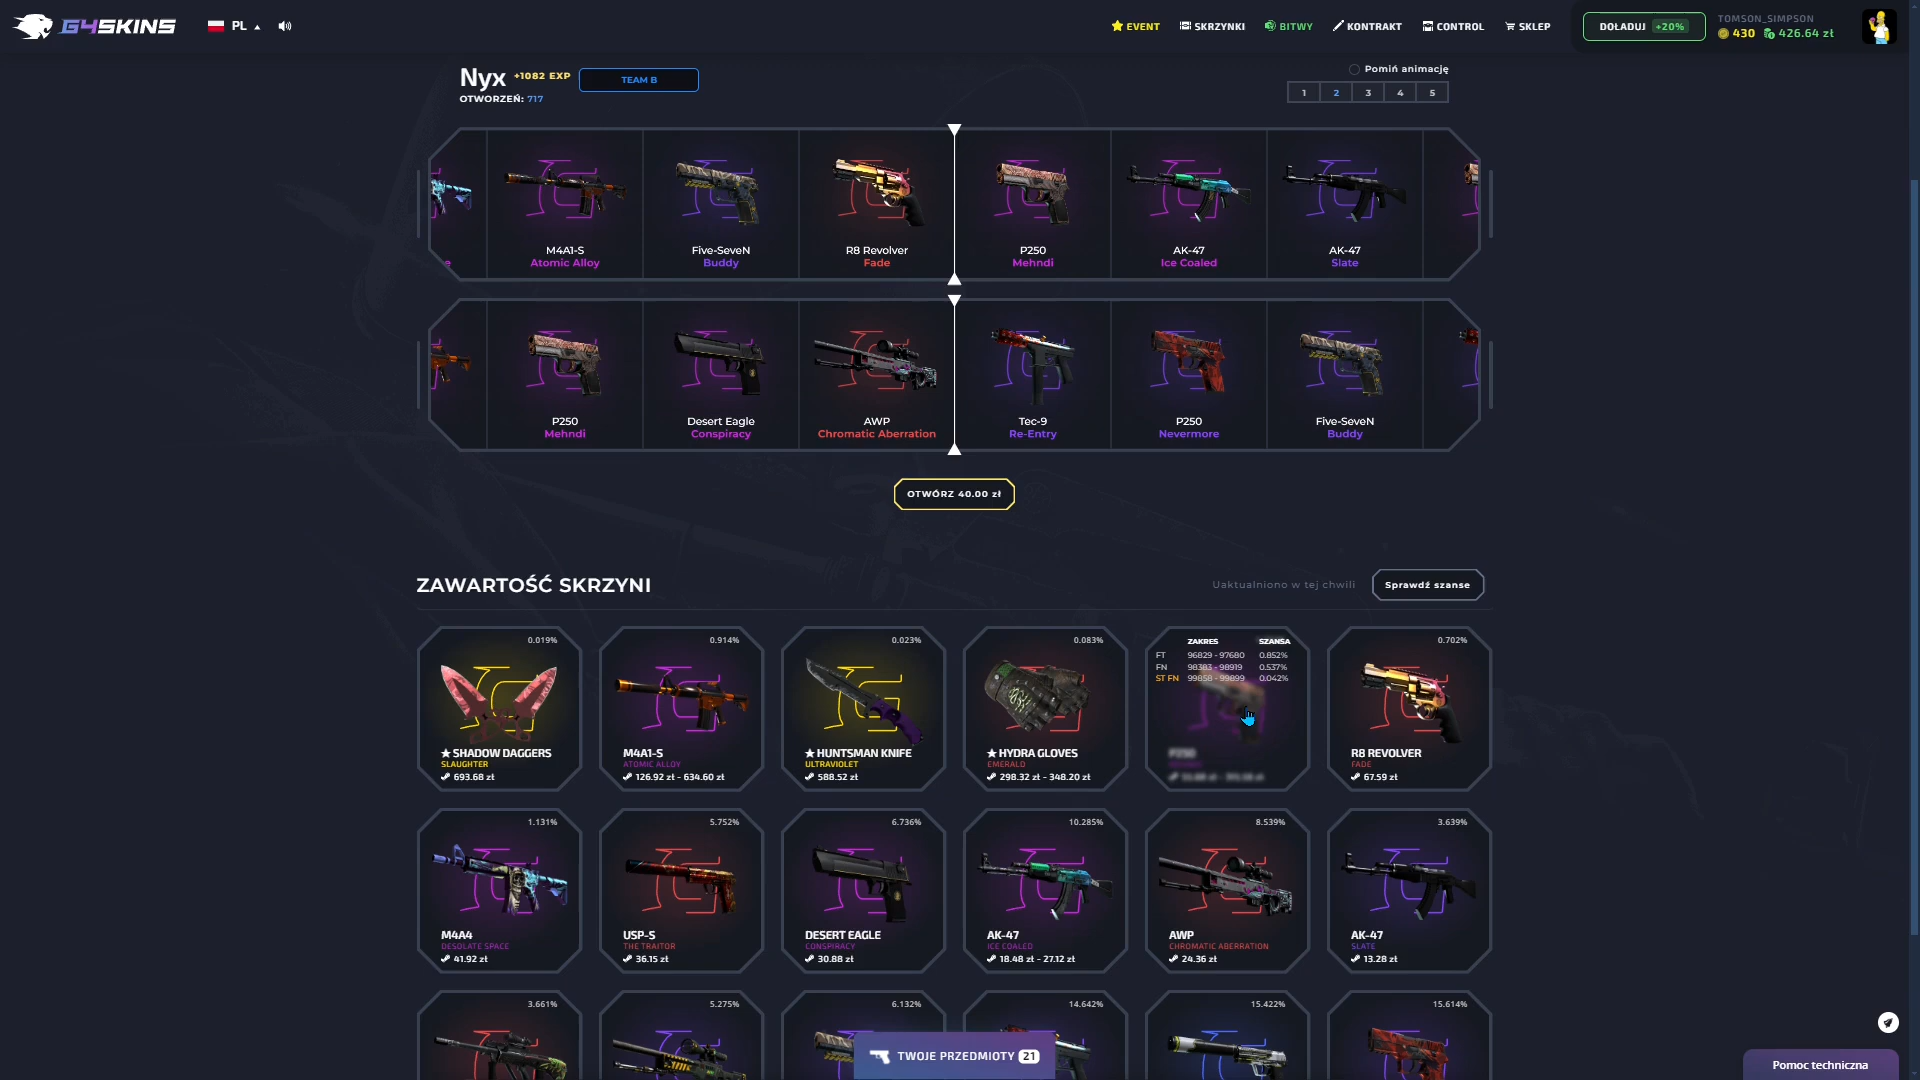 G4SKINS
PL
EVENT
SKRZYNKI
BITWY
KONTRAKT
CONTROL
SKLEP
DOŁADUJ +20%
TOMSON_SIMPSON
430 426.64 zł
Nyx +1082 EXP
TEAM B
OTWORZEŃ: 717
Pomiń animację
1 2 3 4 5
M4A1-S
Atomic Alloy
Five-SeveN
Buddy
R8 Revolver
Fade
P250
Mehndi
AK-47
Ice Coaled
AK-47
Slate
P250
Mehndi
Desert Eagle
Conspiracy
AWP
Chromatic Aberration
Tec-9
Re-Entry
P250
Nevermore
Five-SeveN
Buddy
OTWÓRZ 40.00 zł
ZAWARTOŚĆ SKRZYNI
Uaktualniono w tej chwili
Sprawdź szanse
0.019%
★ SHADOW DAGGERS
SLAUGHTER
693.68 zł
0.914%
M4A1-S
ATOMIC ALLOY
126.92 zł - 634.60 zł
0.023%
★ HUNTSMAN KNIFE
ULTRAVIOLET
588.52 zł
0.083%
★ HYDRA GLOVES
EMERALD
298.32 zł - 348.20 zł
ZAKRES SZANSA
FT 96829 - 97680 0.852%
FN 98383 - 98919 0.537%
ST FN 99858 - 99899 0.042%
P250
0.702%
R8 REVOLVER
FADE
67.59 zł
1.131%
M4A4
DESOLATE SPACE
41.92 zł
5.752%
USP-S
THE TRAITOR
36.15 zł
6.736%
DESERT EAGLE
CONSPIRACY
30.88 zł
10.285%
AK-47
ICE COALED
18.48 zł - 27.12 zł
8.539%
AWP
CHROMATIC ABERRATION
24.36 zł
3.639%
AK-47
SLATE
13.28 zł
3.661%
5.275%
6.132%
14.642%
15.422%
15.614%
TWOJE PRZEDMIOTY 21
Pomoc techniczna